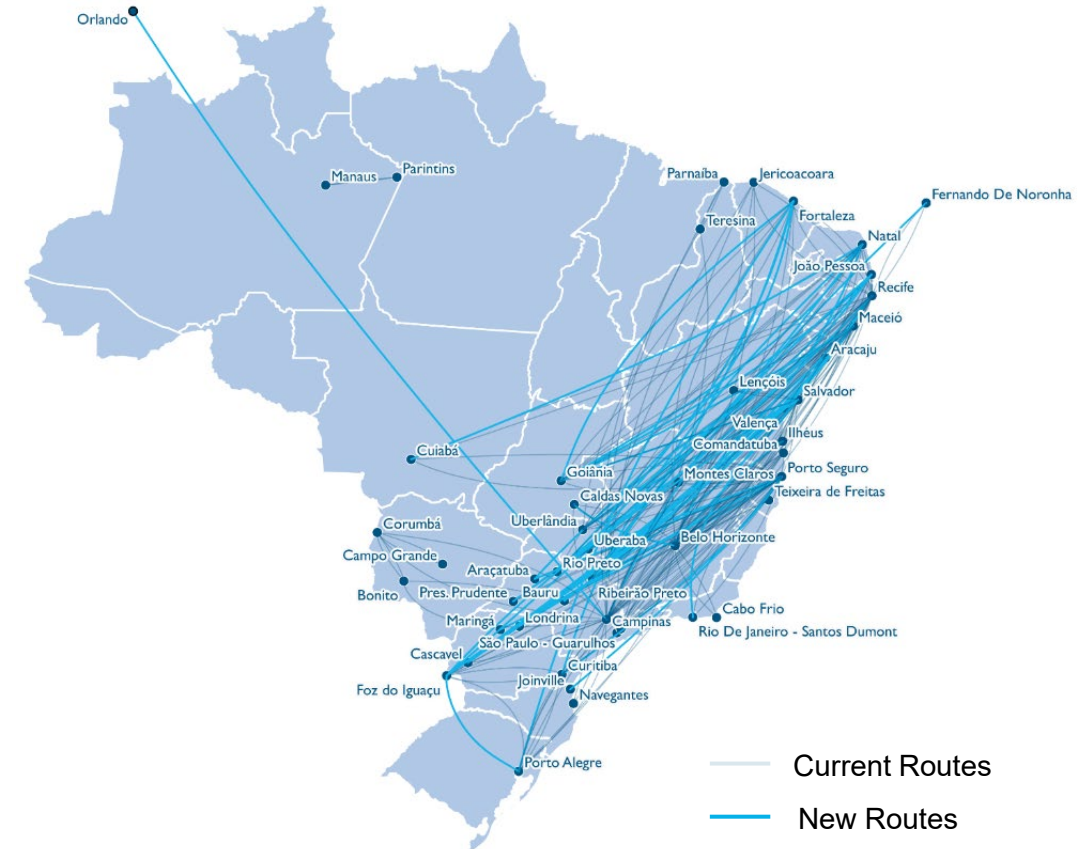 Orlando
Manaus
Parintins
Parnaíba
Jericoacoara
Fernando De Noronha
Fortaleza
Teresina
Natal
João Pessoa
Recife
Maceió
Aracaju
Lençóis
Salvador
Valença
Ilheus
Comandatuba
Cuiabá
Goiânia
Montes Claros
Porto Seguro
Caldas Novas
Teixeira de Freitas
Uberlândia
Corumbá
Uberaba
Belo Horizonte
Campo Grande
Rio Preto
Araçatuba
Bonito
Pres. Prudente
Bauru
Ribeirão Preto
Cabo Frio
Maringá
Londrina
Campinas
Rio De Janeiro - Santos Dumont
São Paulo - Guarulhos
Cascavel
Curitiba
Joinville
Foz do Iguaçu
Navegantes
Porto Alegre
Current Routes
New Routes